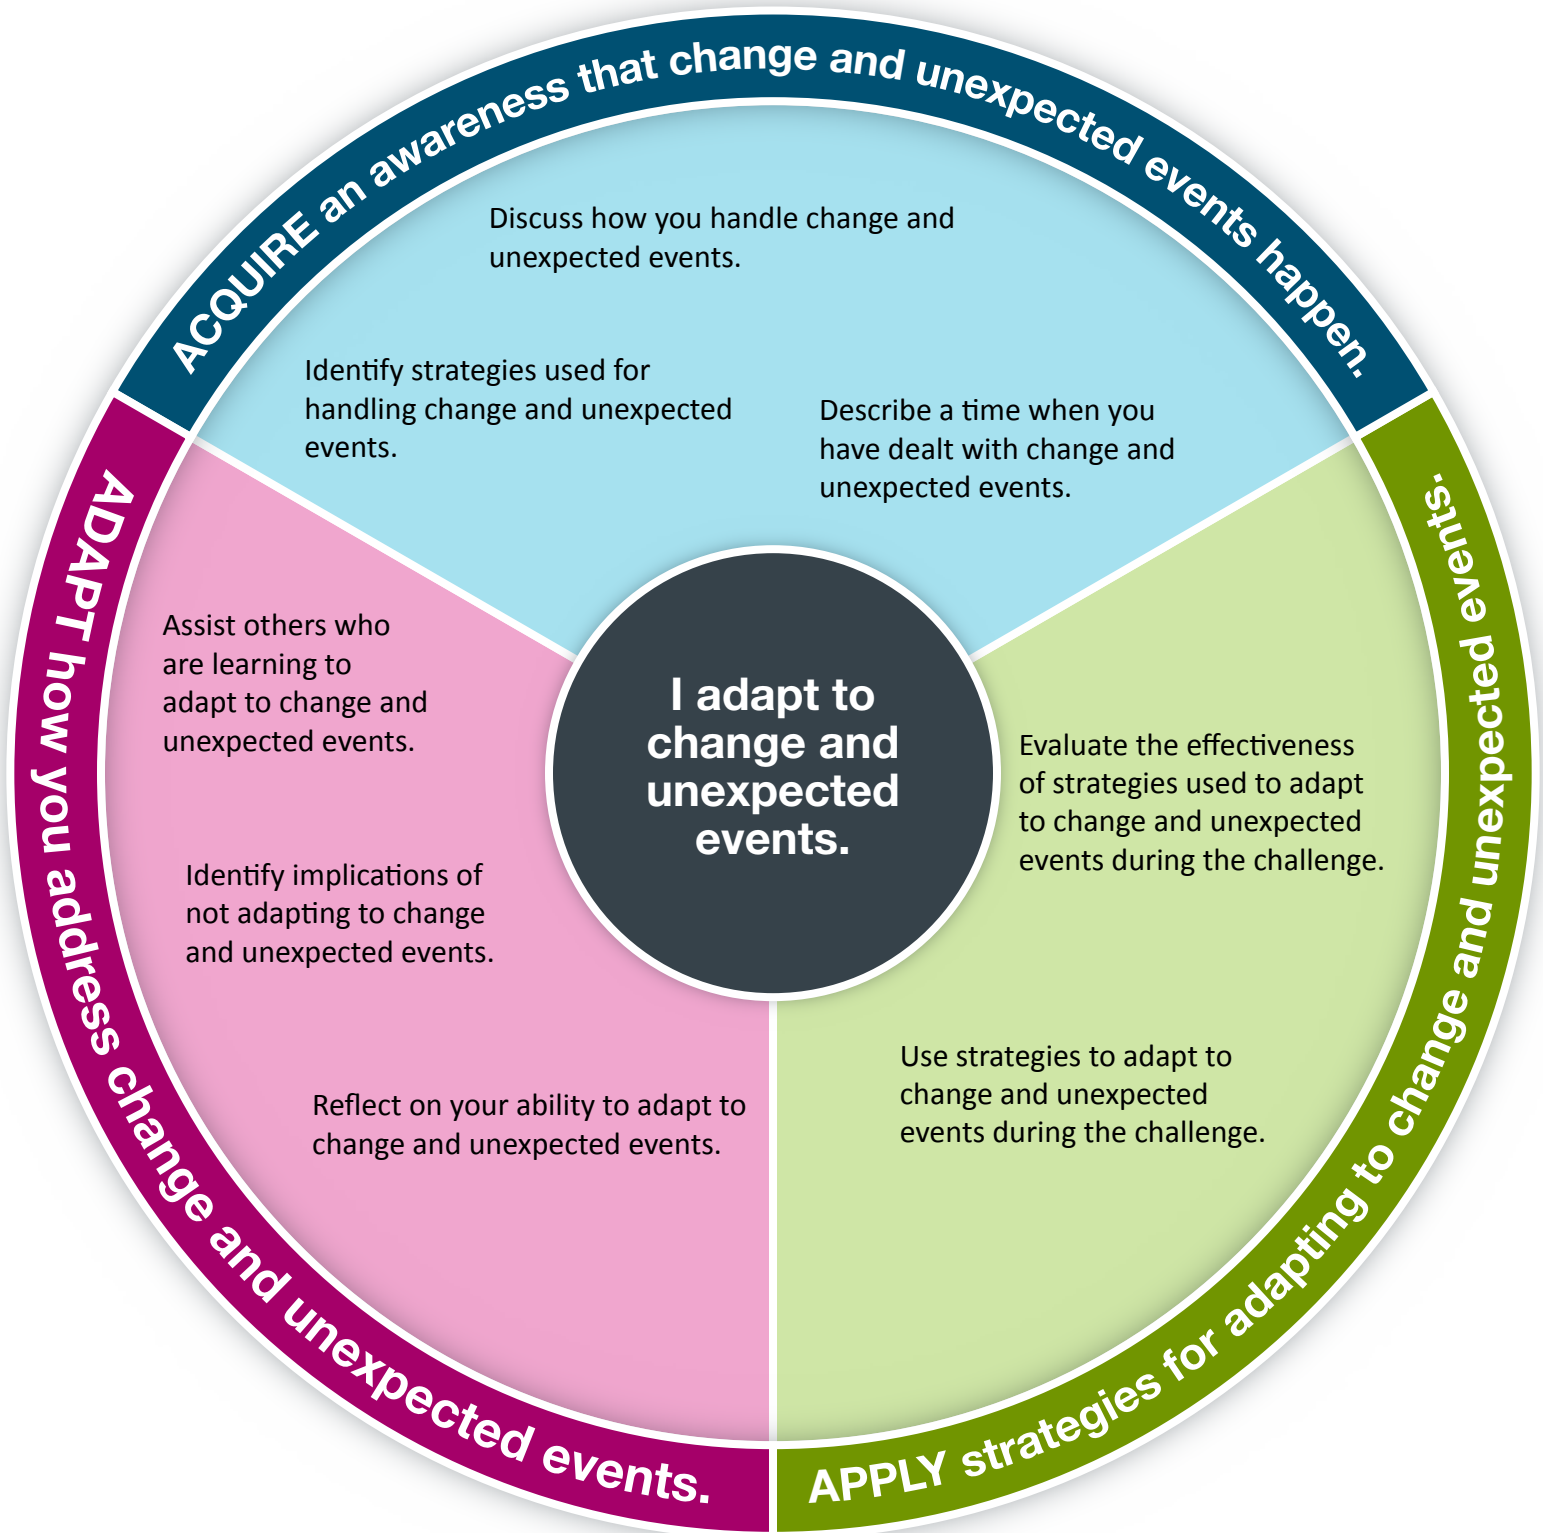 ACQUIRE an awareness that change and unexpected events happen.
Discuss how you handle change and
unexpected events.
Identify strategies used for
handling change and unexpected
events.
Describe a time when you
have dealt with change and
unexpected events.
I adapt to
change and
unexpected
events.
APPLY strategies for adapting to change and unexpected events.
Evaluate the effectiveness
of strategies used to adapt
to change and unexpected
events during the challenge.
Use strategies to adapt to
change and unexpected
events during the challenge.
ADAPT how you address change and unexpected events.
Assist others who
are learning to
adapt to change and
unexpected events.
Identify implications of
not adapting to change
and unexpected events.
Reflect on your ability to adapt to
change and unexpected events.